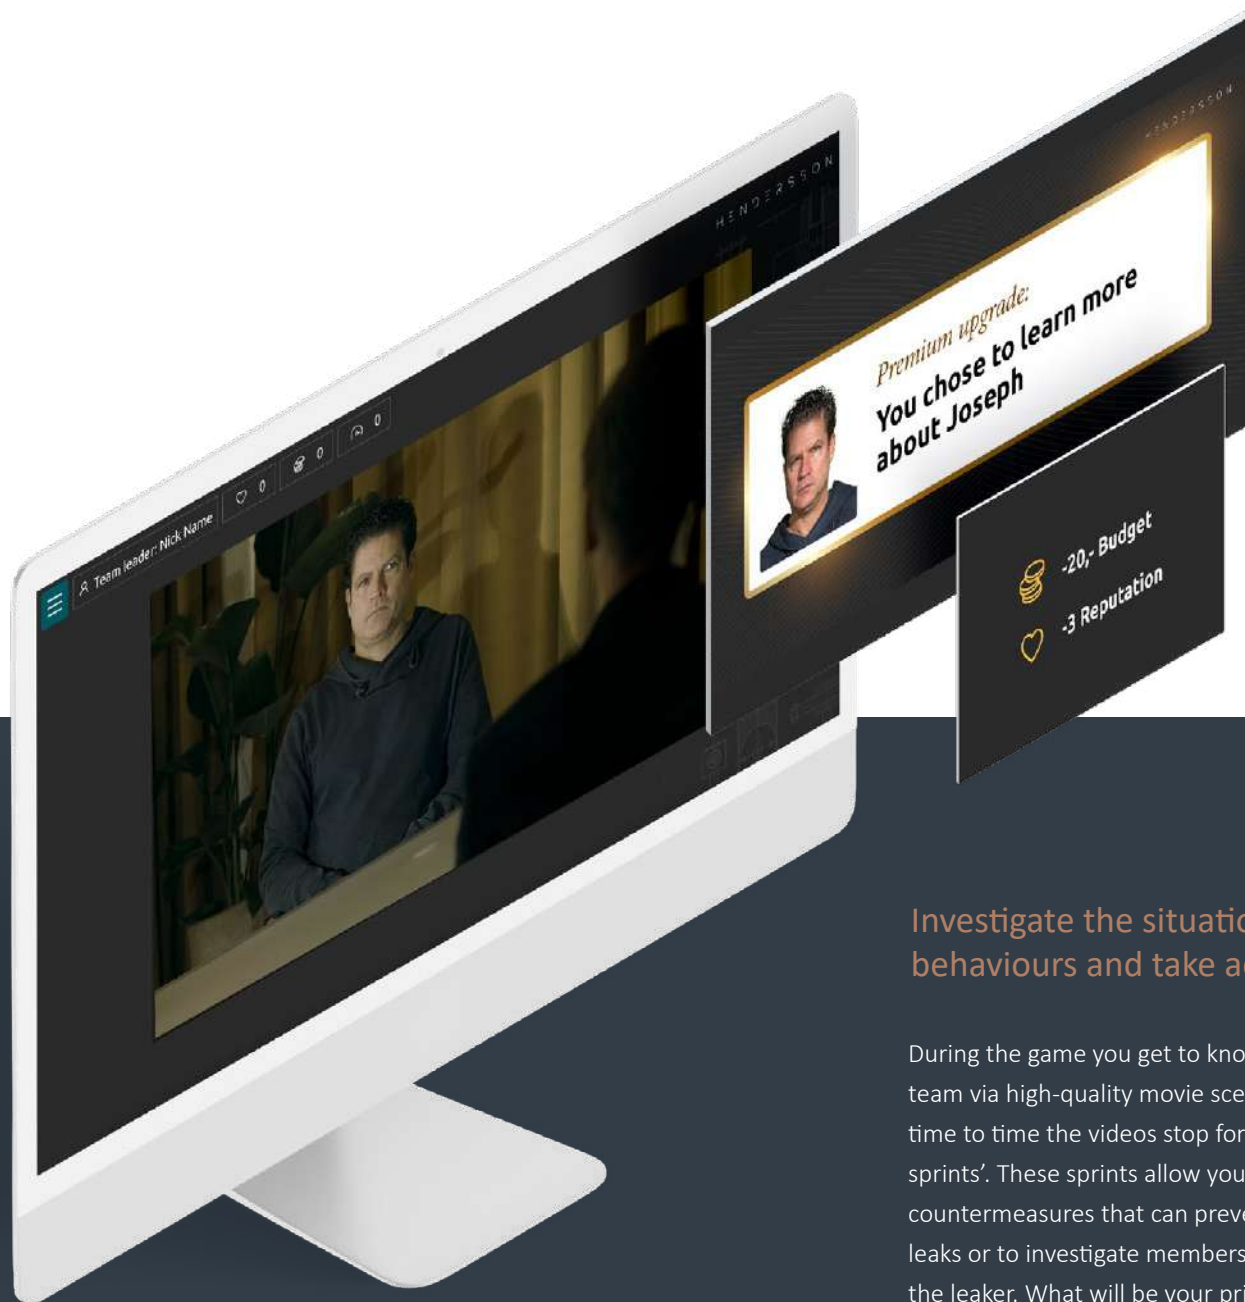 HENDERSSON
HENDERSSON
Team leader: Nick Name
0
0
0
Premium upgrade:
You chose to learn more
about Joseph
-20,- Budget
-3 Reputation
Investigate the situatio
behaviours and take a
During the game you get to kno
team via high-quality movie sce
time to time the videos stop for
sprints’. These sprints allow you
countermeasures that can preve
leaks or to investigate members
the leaker. What will be your pri